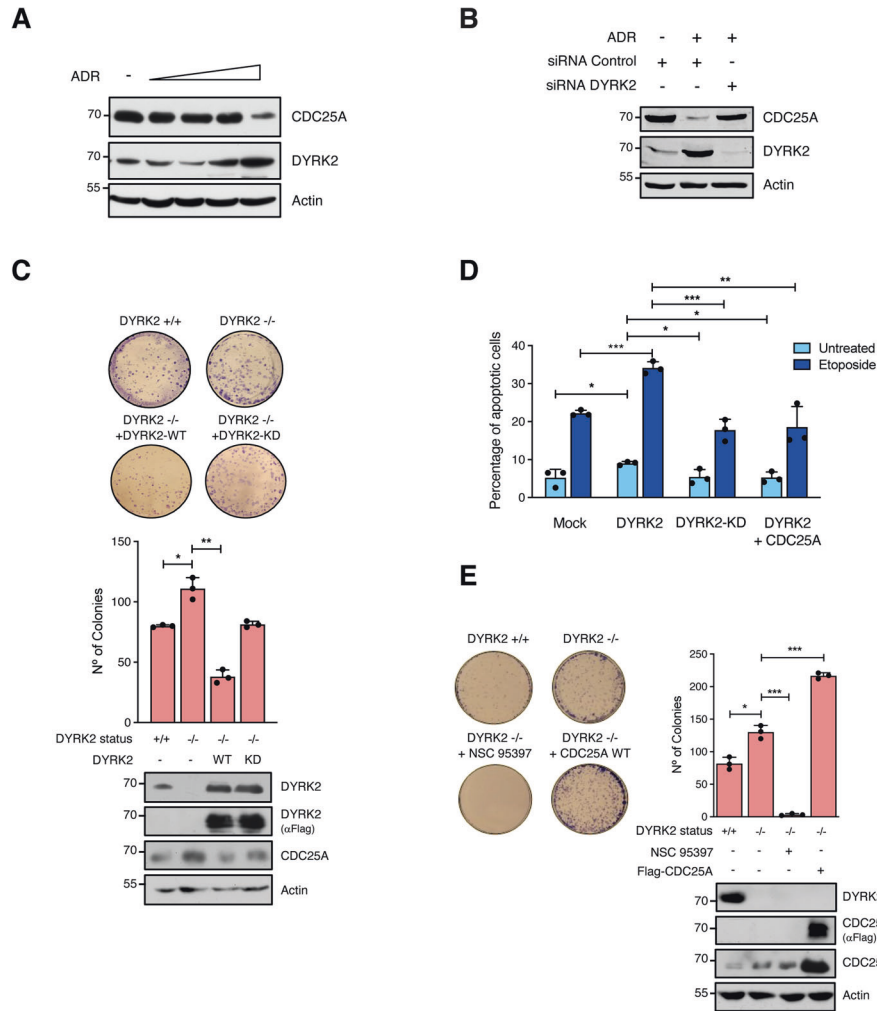 A
ADR -
70 CDC25A
70 DYRK2
55
Actin
B
ADR - + +
siRNA Control + + -
siRNA DYRK2 - - +
70 CDC25A
70 DYRK2
55
Actin
C
DYRK2 +/+ DYRK2 -/-
DYRK2 -/- DYRK2 -/-
+DYRK2-WT +DYRK2-KD
* **
150
100
50
0
Nº of Colonies
DYRK2 status +/+ -/- -/- -/-
DYRK2 - - WT KD
70 DYRK2
70 DYRK2
(αFlag)
70 CDC25A
55 Actin
D
**
***
*
*
***
*
Untreated
Etoposide
40
30
20
10
0
Percentage of apoptotic cells
Mock DYRK2 DYRK2-KD DYRK2
+ CDC25A
E
DYRK2 +/+ DYRK2 -/-
DYRK2 -/- DYRK2 -/-
+ NSC 95397 + CDC25A WT
***
***
*
250
200
150
100
50
0
Nº of Colonies
DYRK2 status +/+ -/- -/- -/-
NSC 95397 - - + -
Flag-CDC25A - - - +
70 DYRK
70 CDC25
(αFlag)
70 CDC25
55 Actin